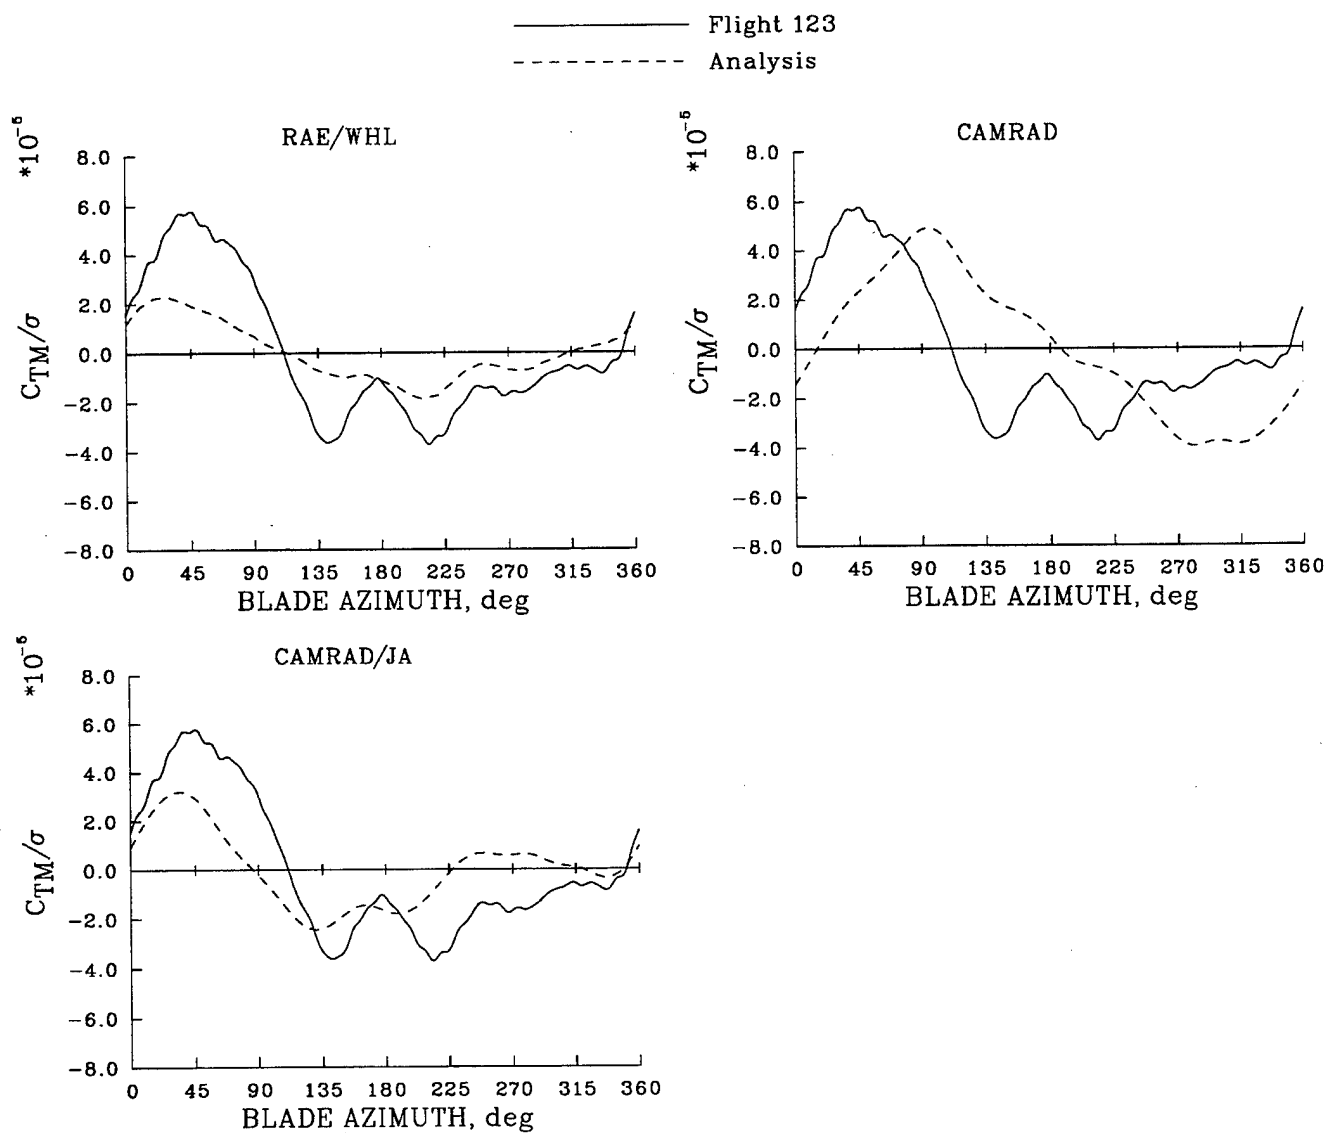 Flight 123
Analysis
RAE/WHL
*10⁻⁵
8.0
6.0
4.0
2.0
0.0
−2.0
−4.0
−6.0
−8.0
C_TM/σ
0 45 90 135 180 225 270 315 360
BLADE AZIMUTH, deg
CAMRAD
*10⁻⁵
8.0
6.0
4.0
2.0
0.0
−2.0
−4.0
−6.0
−8.0
C_TM/σ
0 45 90 135 180 225 270 315 360
BLADE AZIMUTH, deg
CAMRAD/JA
*10⁻⁵
8.0
6.0
4.0
2.0
0.0
−2.0
−4.0
−6.0
−8.0
C_TM/σ
0 45 90 135 180 225 270 315 360
BLADE AZIMUTH, deg